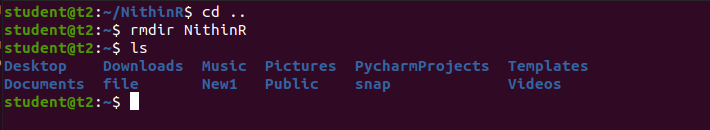 student@t2:~/NithinR$ cd ..
student@t2:~$ rmdir NithinR
student@t2:~$ ls
Desktop    Downloads  Music  Pictures  PycharmProjects  Templates
Documents  file       New1   Public    snap             Videos
student@t2:~$